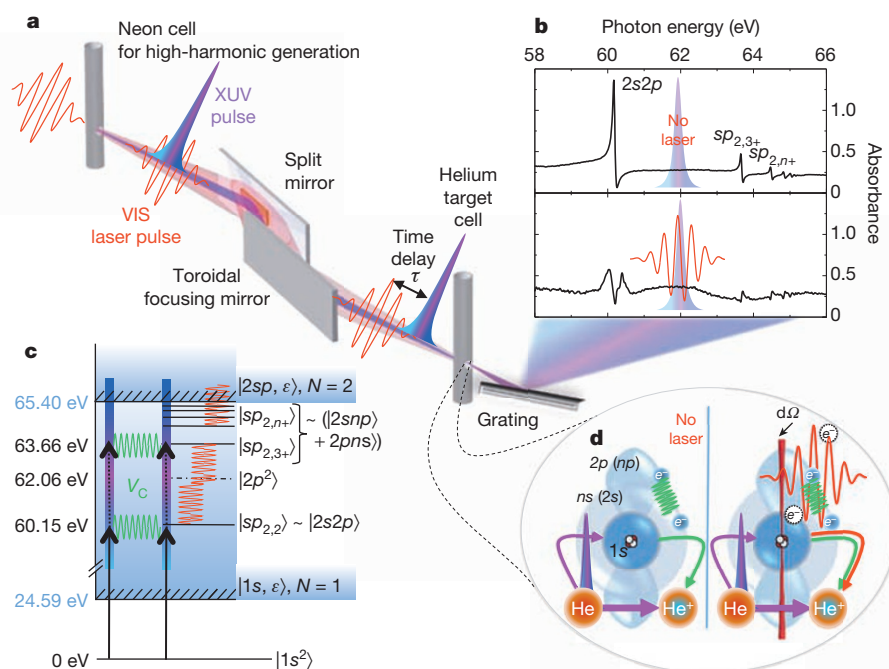 a
Neon cell
for high-harmonic generation
XUV
pulse
Split
mirror
VIS
laser pulse
Toroidal
focusing mirror
Time
delay
τ
Helium
target
cell
Grating
b
Photon energy (eV)
58 60 62 64 66
2s2p
No
laser
sp2,3+
sp2,n+
1.0
0.5
0
1.0
0.5
0
Absorbance
c
65.40 eV
63.66 eV
62.06 eV
60.15 eV
24.59 eV
0 eV
VC
|2sp, ε⟩, N = 2
|sp2,n+⟩
|sp2,3+⟩
~ (|2snp⟩
+ 2pns⟩)
|2p²⟩
|sp2,2⟩ ~ |2s2p⟩
|1s, ε⟩, N = 1
|1s²⟩
d
No
laser
dΩ
2p (np)
ns (2s)
1s
e⁻
e⁻
He
He⁺
e⁻
e⁻
e⁻
e⁻
He
He⁺